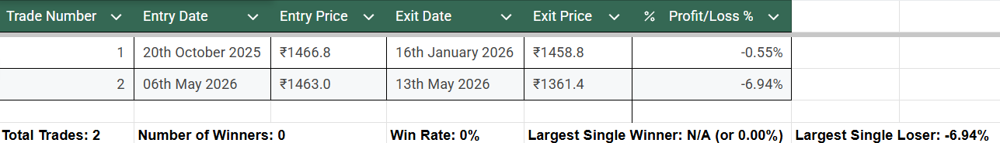 Trade Number Entry Date Entry Price Exit Date Exit Price % Profit/Loss %
1 20th October 2025 ₹1466.8 16th January 2026 ₹1458.8 -0.55%
2 06th May 2026 ₹1463.0 13th May 2026 ₹1361.4 -6.94%
Total Trades: 2 Number of Winners: 0 Win Rate: 0% Largest Single Winner: N/A (or 0.00%) Largest Single Loser: -6.94%